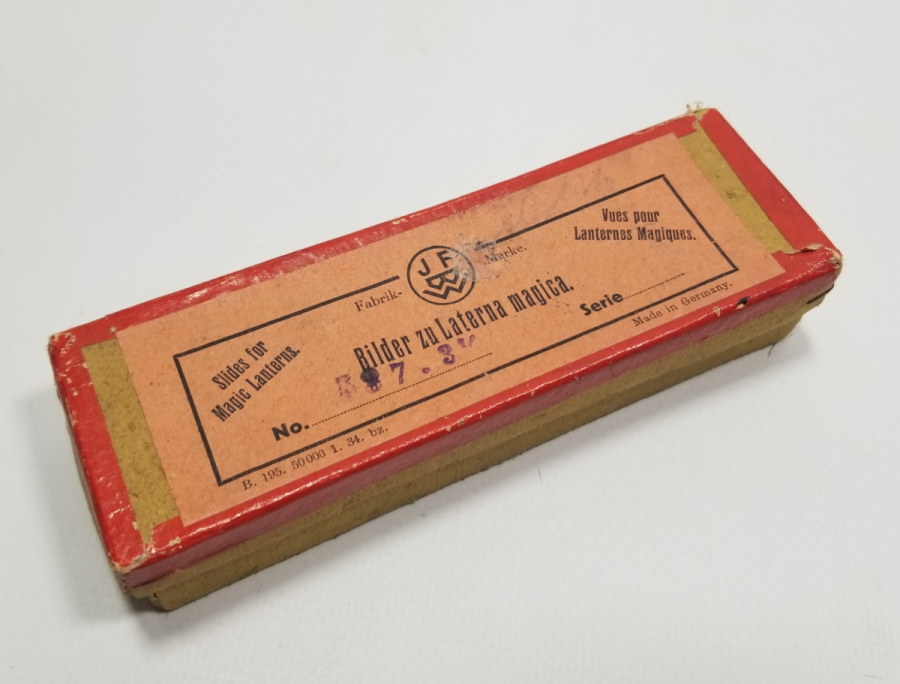 Slides for
Magic Lanterns.
Fabrik- JF Merke.
Vues pour
Lanternes Magiques.
Bilder zu Laterna magica.
No.
Serie
B. 195. 50000 1. 34. bz.
Made in Germany.